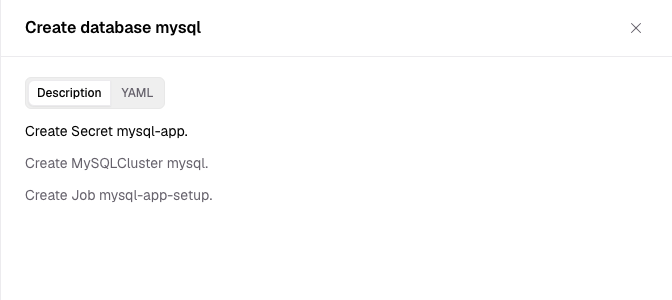 Create database mysql
Description YAML
Create Secret mysql-app.
Create MySQLCluster mysql.
Create Job mysql-app-setup.